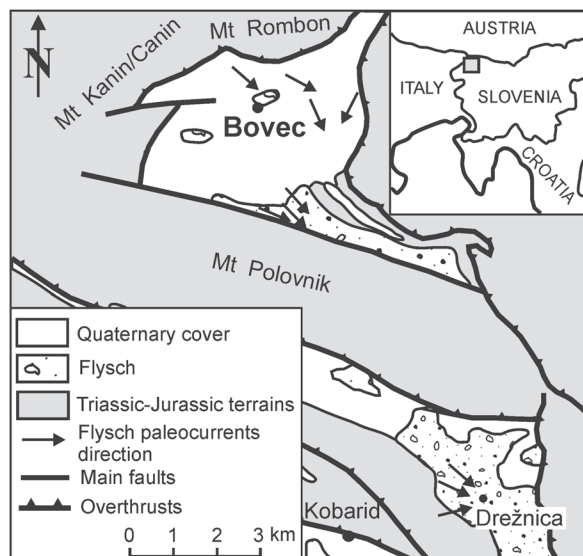 Mt Rombon
Mt Kanin/Canin
N
Bovec
AUSTRIA
ITALY
SLOVENIA
CROATIA
Mt Polovnik
Quaternary cover
Flysch
Triassic-Jurassic terrains
Flysch paleocurrents
direction
Main faults
Overthrusts
0 1 2 3 km
Kobarid
Drežnica